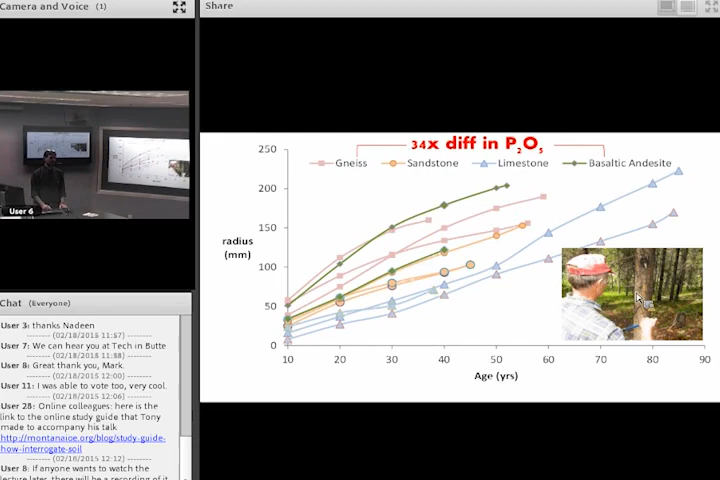 Camera and Voice (1)
Share
User 6
Chat (Everyone)
User 3: thanks Nadeen
-------- (02/18/2015 11:57) --------
User 7: We can hear you at Tech in Butte
-------- (02/18/2015 11:58) --------
User 8: Great thank you, Mark.
-------- (02/18/2015 12:00) --------
User 11: I was able to vote too, very cool.
-------- (02/18/2015 12:06) --------
User 28: Online colleagues: here is the
link to the online study guide that Tony
made to accompany his talk
http://montanaioe.org/blog/study-guide-
how-interrogate-soil
-------- (02/18/2015 12:12) --------
User 8: If anyone wants to watch the
lecture later, there will be a recording of it
34x diff in P₂O₅
Gneiss Sandstone Limestone Basaltic Andesite
radius
(mm)
250
200
150
100
50
0
10 20 30 40 50 60 70 80 90
Age (yrs)